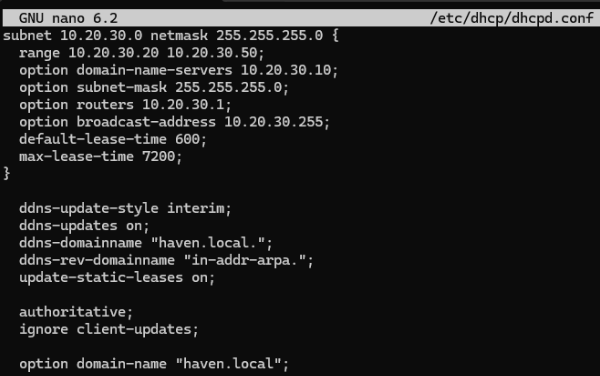 GNU nano 6.2 /etc/dhcp/dhcpd.conf
subnet 10.20.30.0 netmask 255.255.255.0 {
  range 10.20.30.20 10.20.30.50;
  option domain-name-servers 10.20.30.10;
  option subnet-mask 255.255.255.0;
  option routers 10.20.30.1;
  option broadcast-address 10.20.30.255;
  default-lease-time 600;
  max-lease-time 7200;
}
  ddns-update-style interim;
  ddns-updates on;
  ddns-domainname "haven.local.";
  ddns-rev-domainname "in-addr-arpa.";
  update-static-leases on;
  authoritative;
  ignore client-updates;
  option domain-name "haven.local";